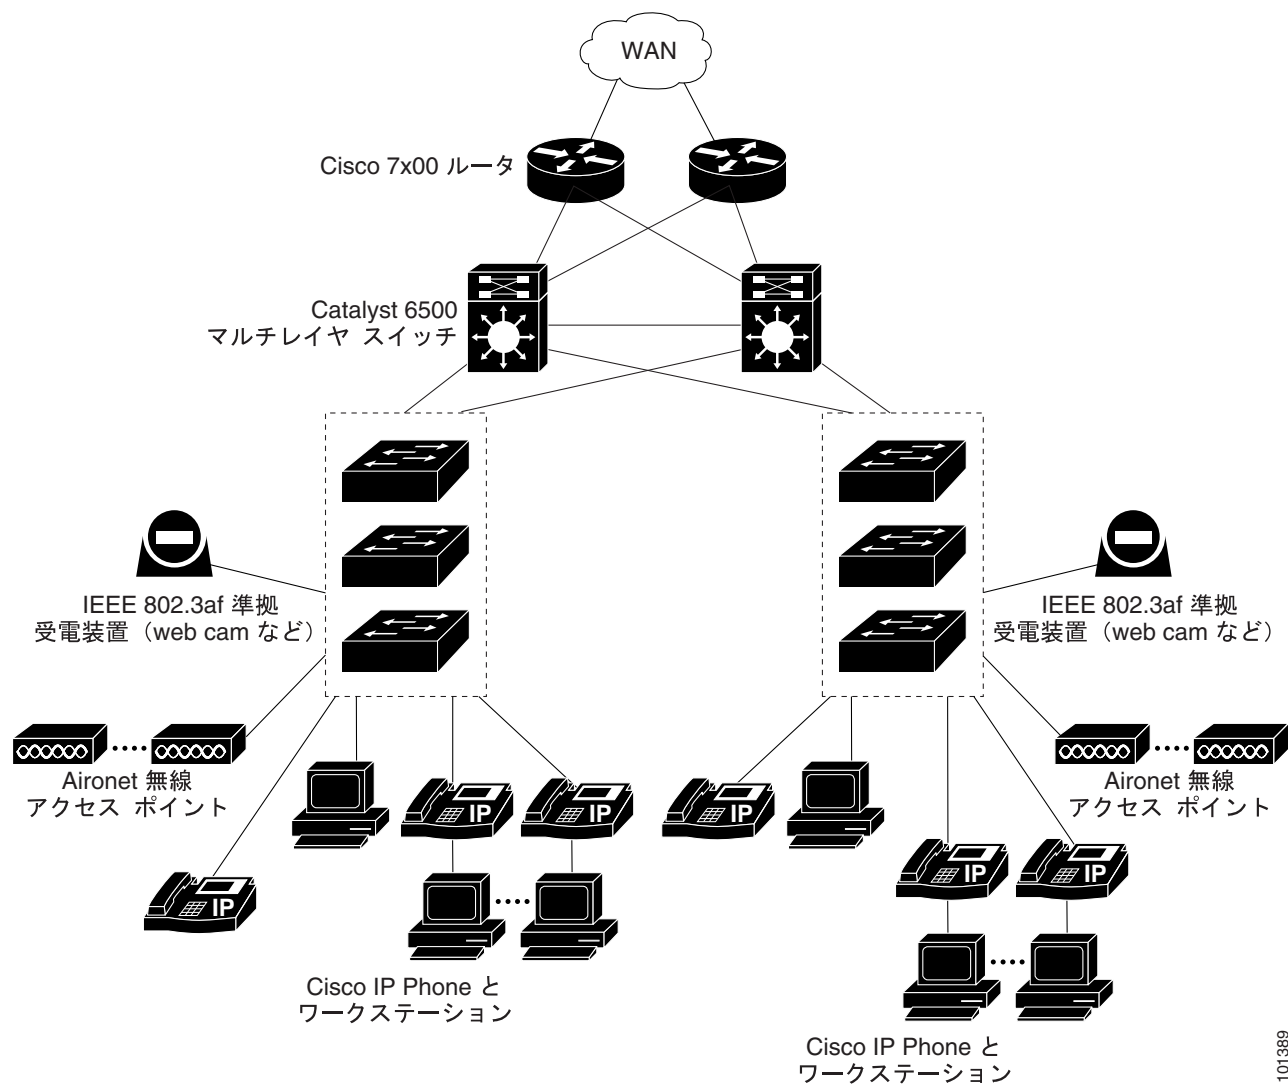 WAN
Cisco 7x00 ルータ
Catalyst 6500
マルチレイヤ スイッチ
IEEE 802.3af 準拠
受電装置（web cam など）
IEEE 802.3af 準拠
受電装置（web cam など）
Aironet 無線
アクセス ポイント
Aironet 無線
アクセス ポイント
IP
IP
IP
IP
IP
IP
Cisco IP Phone と
ワークステーション
Cisco IP Phone と
ワークステーション
101389